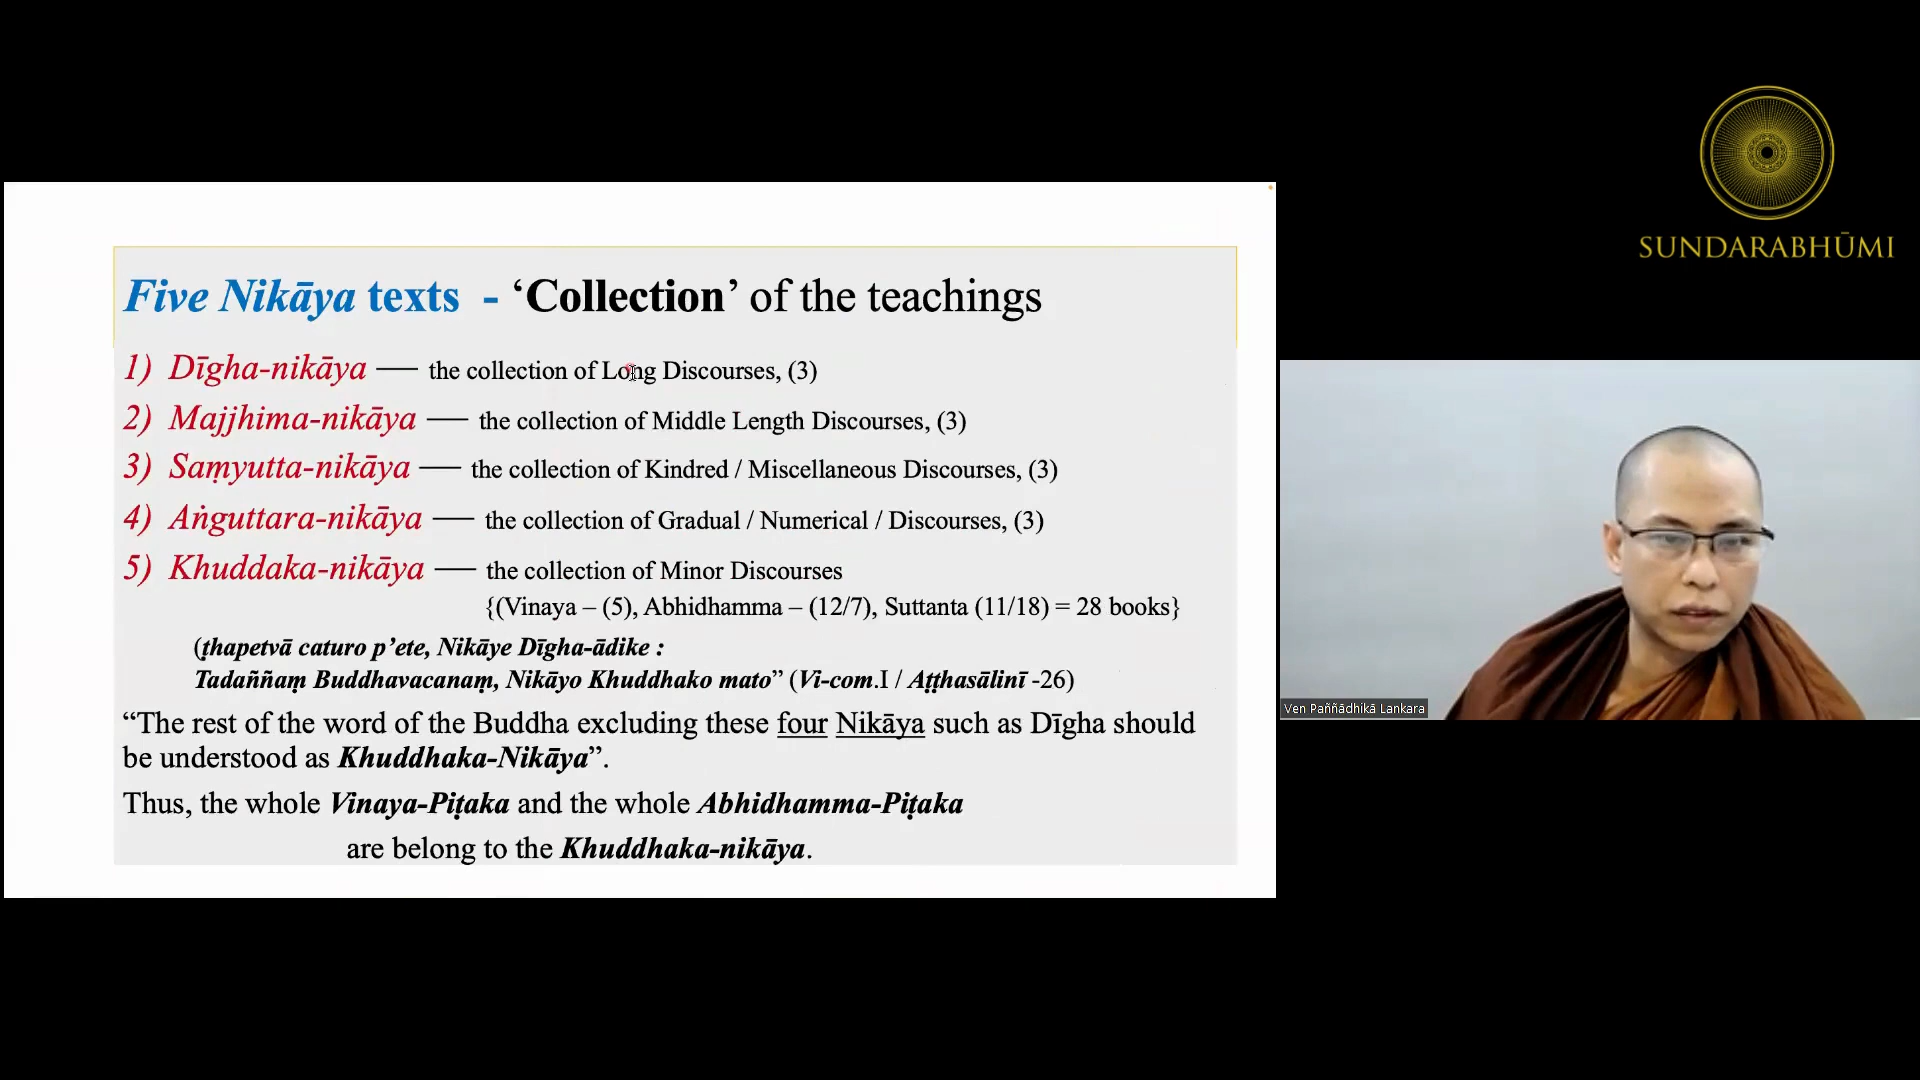 Five Nikāya texts - ‘Collection’ of the teachings
1) Dīgha-nikāya — the collection of Long Discourses, (3)
2) Majjhima-nikāya — the collection of Middle Length Discourses, (3)
3) Saṃyutta-nikāya — the collection of Kindred / Miscellaneous Discourses, (3)
4) Aṅguttara-nikāya — the collection of Gradual / Numerical / Discourses, (3)
5) Khuddaka-nikāya — the collection of Minor Discourses
{(Vinaya – (5), Abhidhamma – (12/7), Suttanta (11/18) = 28 books}
(ṭhapetvā caturo p’ete, Nikāye Dīgha-ādike :
Tadaññaṃ Buddhavacanaṃ, Nikāyo Khuddhako mato” (Vi-com.I / Aṭṭhasālinī -26)
“The rest of the word of the Buddha excluding these four Nikāya such as Dīgha should
be understood as Khuddhaka-Nikāya”.
Thus, the whole Vinaya-Piṭaka and the whole Abhidhamma-Piṭaka
are belong to the Khuddhaka-nikāya.
SUNDARABHŪMI
Ven Paññādhikā Lankara